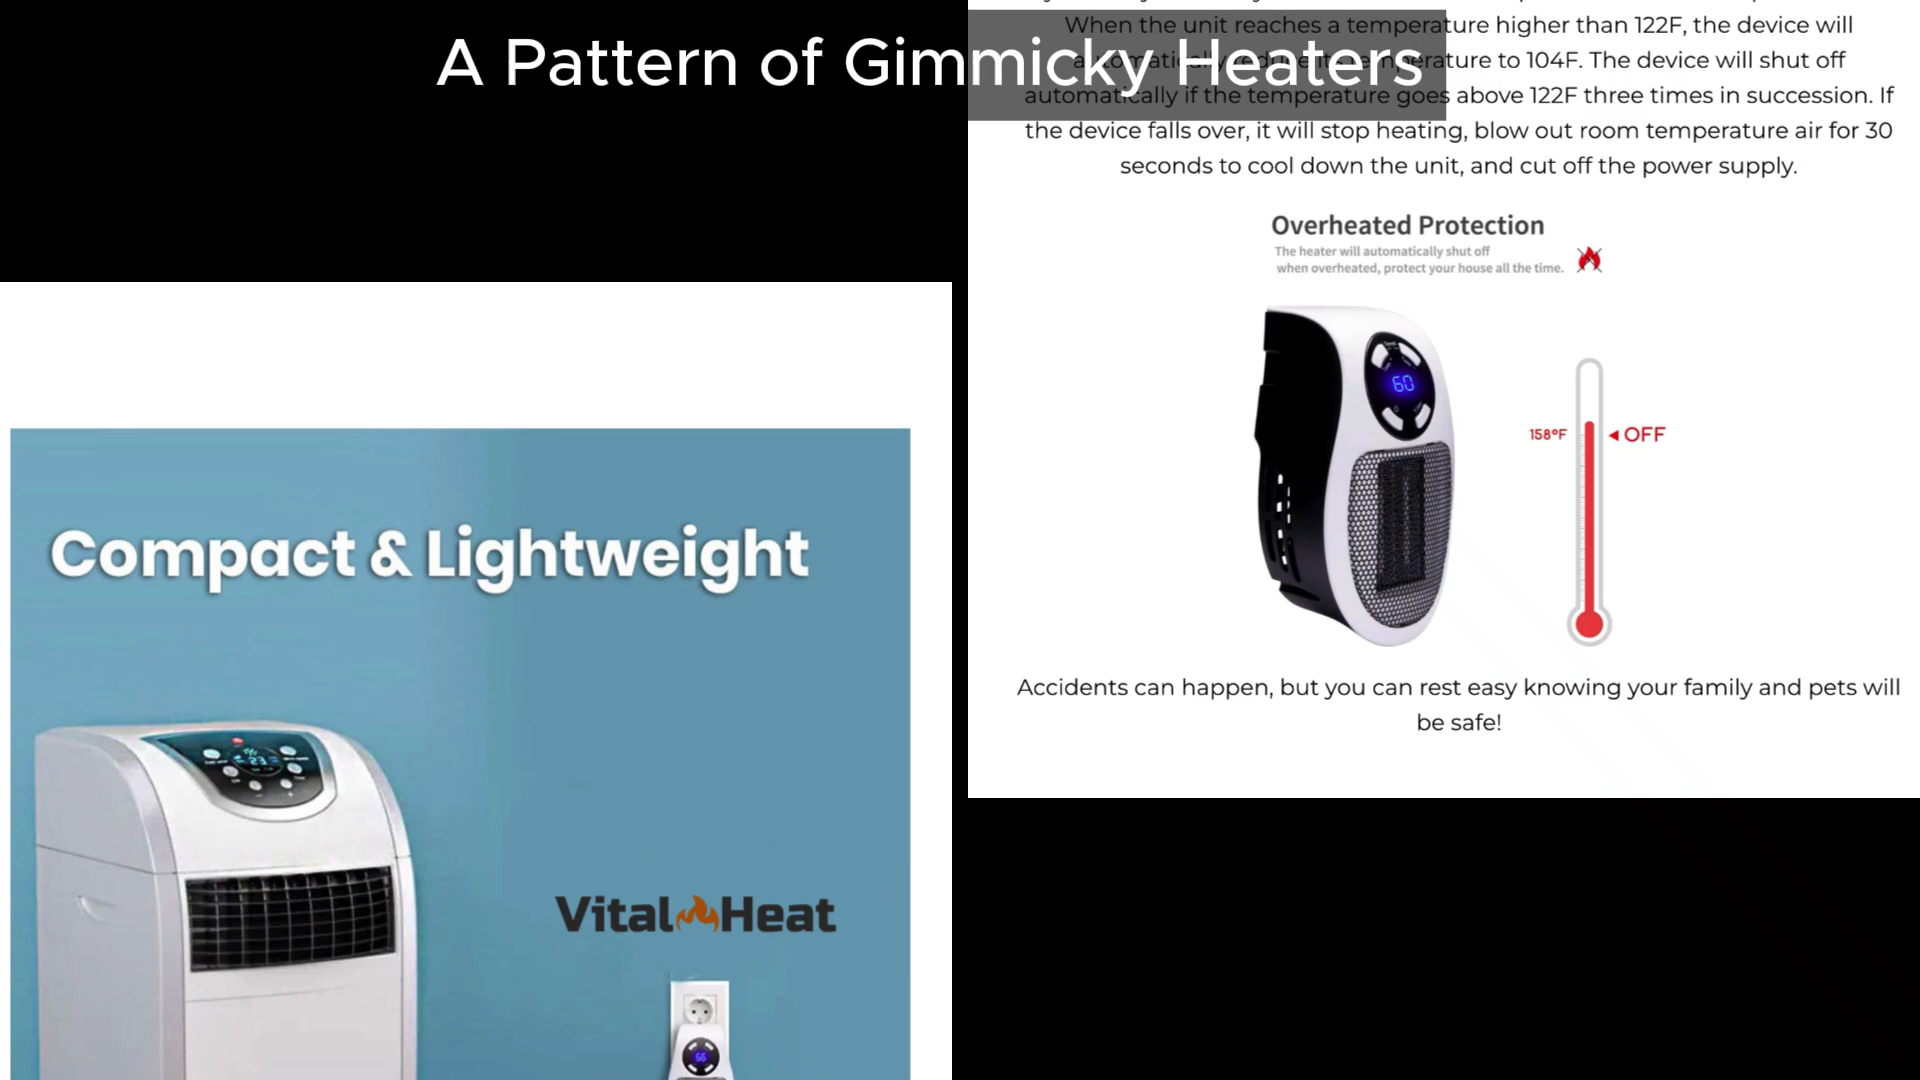 A Pattern of Gimmicky Heaters
When the unit reaches a temperature higher than 122F, the device will
automatically reduce its temperature to 104F. The device will shut off
automatically if the temperature goes above 122F three times in succession. If
the device falls over, it will stop heating, blow out room temperature air for 30
seconds to cool down the unit, and cut off the power supply.
Overheated Protection
The heater will automatically shut off
when overheated, protect your house all the time.
60
158°F
OFF
Accidents can happen, but you can rest easy knowing your family and pets will
be safe!
Compact & Lightweight
23
Vital Heat
66